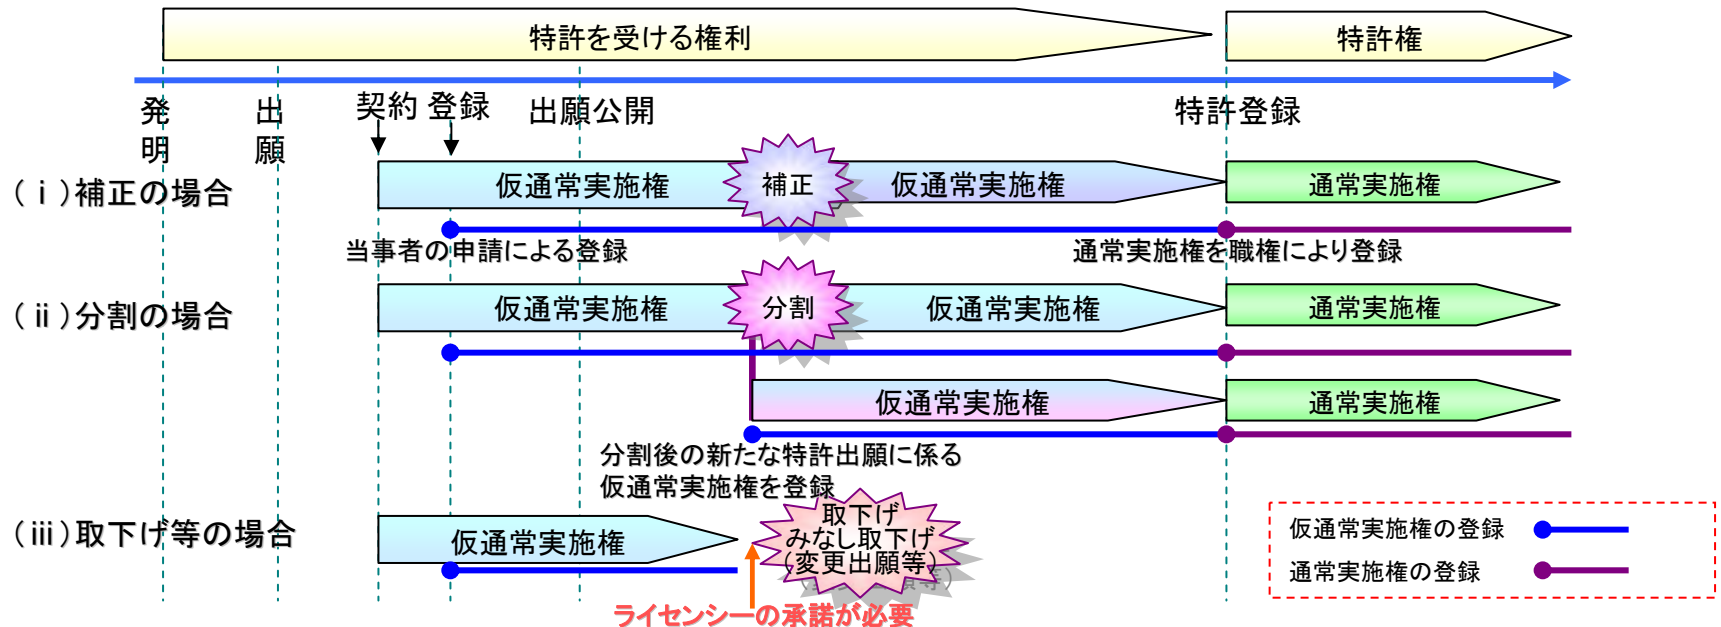 特許を受ける権利
特許権
発明
出願
契約
登録
出願公開
特許登録
(ⅰ)補正の場合
仮通常実施権
補正
仮通常実施権
通常実施権
当事者の申請による登録
通常実施権を職権により登録
(ⅱ)分割の場合
仮通常実施権
分割
仮通常実施権
通常実施権
仮通常実施権
通常実施権
分割後の新たな特許出願に係る
仮通常実施権を登録
(ⅲ)取下げ等の場合
仮通常実施権
取下げ
みなし取下げ
(変更出願等)
ライセンシーの承諾が必要
仮通常実施権の登録
通常実施権の登録